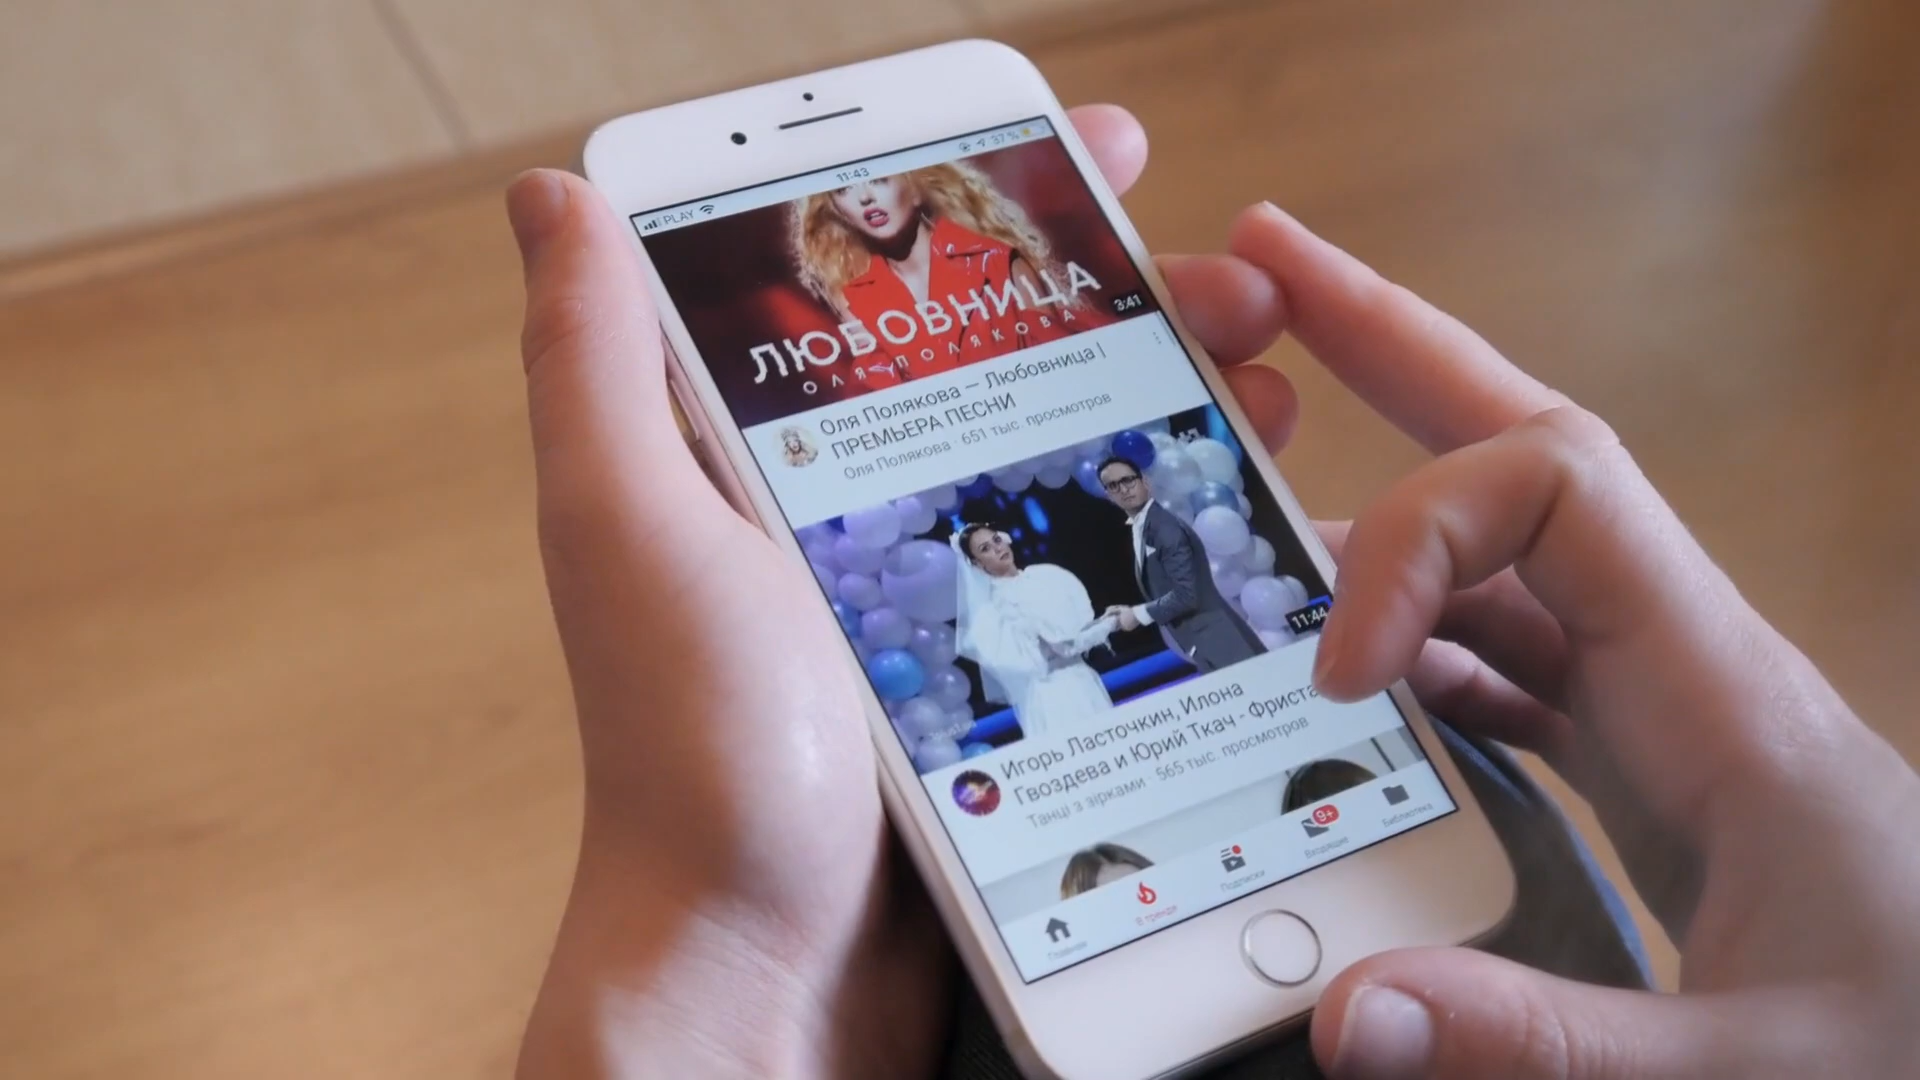 11:43
37 %
PLAY
ЛЮБОВНИЦА
ОЛЯ ПОЛЯКОВА
3:41
Оля Полякова — Любовница |
ПРЕМЬЕРА ПЕСНИ
Оля Полякова · 651 тыс. просмотров
11:44
Игорь Ласточкин, Илона
Гвоздева и Юрий Ткач - Фриста
Танці з зірками · 565 тыс. просмотров
9+
Главная
В тренде
Подписки
Входящие
Библиотека